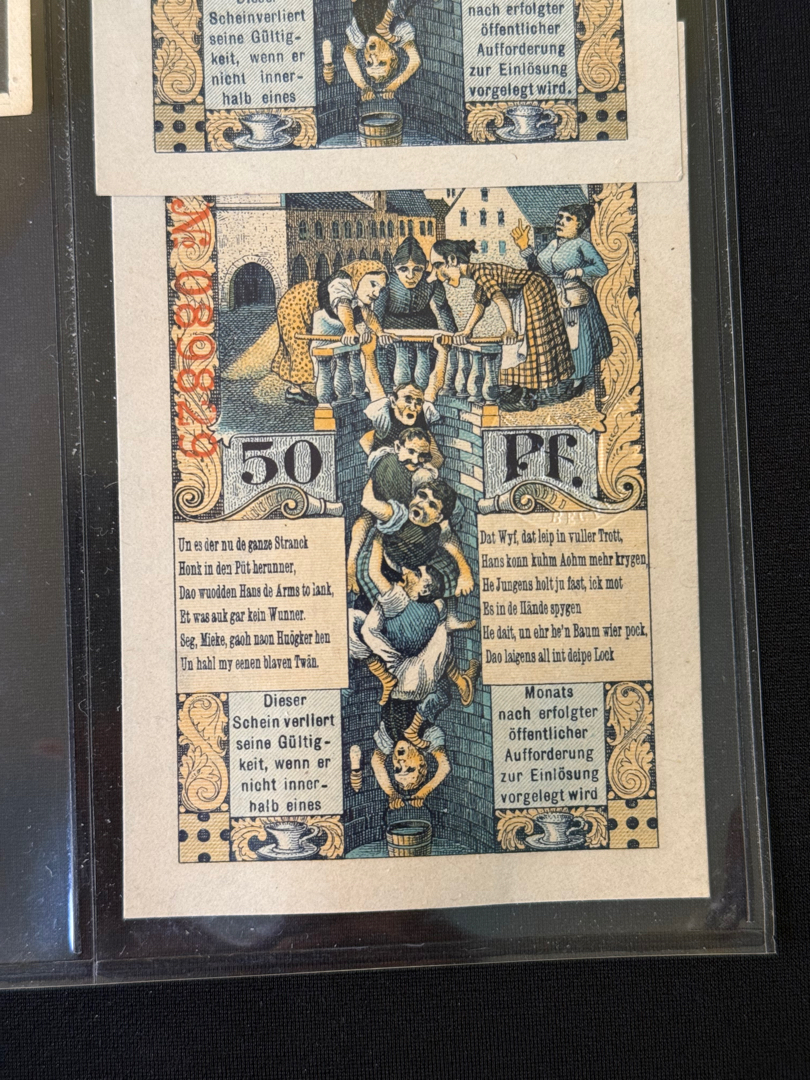 Dieser
Scheinverliert
seine Gültig-
keit, wenn er
nicht inner-
halb eines
nach erfolgter
öffentlicher
Aufforderung
zur Einlösung
vorgelegt wird.
№ 089829
50 Pf.
Un es der nu de ganze Stranck
Honk in den Püt herunner,
Dao wuodden Hans de Arms to lank,
Et was auk gar kein Wunner.
Seg, Mieke, gaoh naon Huögker hen
Un hahl my eenen blaven Twän.
Dat Wyf, dat leip in vuller Trott,
Hans konn kuhm Aohm mehr krygen,
He Jungens holt ju fast, ick mot
Es in de Hände spygen
He dait, un ehr he'n Baum wier pock,
Dao laigens all int deipe Lock
Dieser
Schein verliert
seine Gültig-
keit, wenn er
nicht inner-
halb eines
Monats
nach erfolgter
öffentlicher
Aufforderung
zur Einlösung
vorgelegt wird